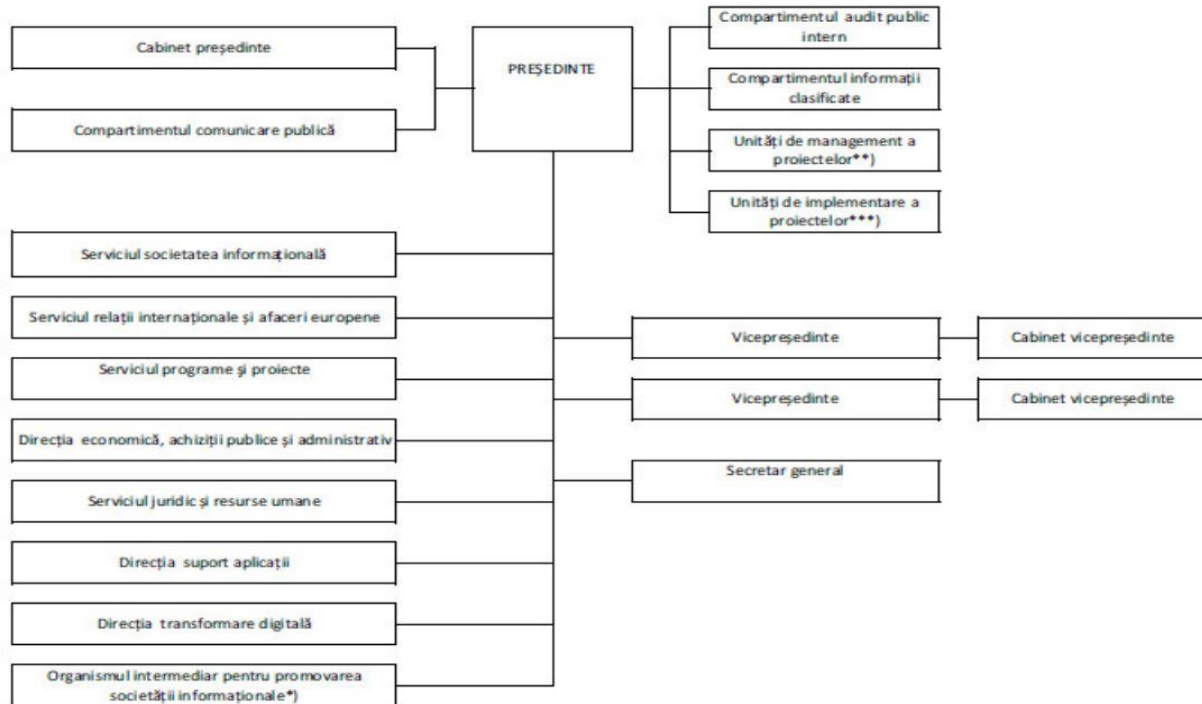 Cabinet președinte
Compartimentul comunicare publică
PREȘEDINTE
Compartimentul audit public
intern
Compartimentul informații
clasificate
Unități de management a
proiectelor**)
Unități de implementare a
proiectelor***)
Serviciul societatea informațională
Serviciul relații internaționale și afaceri europene
Serviciul programe și proiecte
Direcția economică, achiziții publice și administrativ
Serviciul juridic și resurse umane
Direcția suport aplicații
Direcția transformare digitală
Organismul intermediar pentru promovarea
societății informaționale*)
Vicepreședinte
Cabinet vicepreședinte
Vicepreședinte
Cabinet vicepreședinte
Secretar general